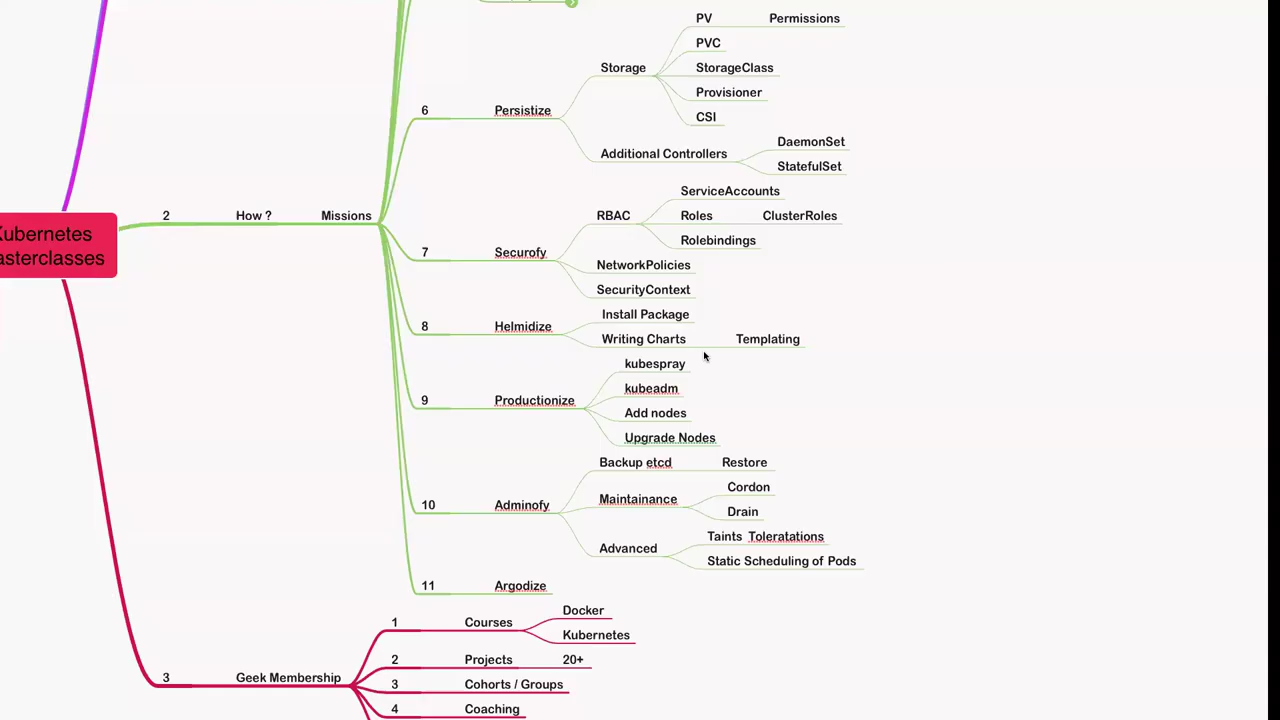 PV Permissions
PVC
Storage StorageClass
Provisioner
CSI
6 Persistize
Additional Controllers
DaemonSet
StatefulSet
Kubernetes
asterclasses
2 How ? Missions
ServiceAccounts
RBAC Roles ClusterRoles
Rolebindings
7 Securofy
NetworkPolicies
SecurityContext
8 Helmidize
Install Package
Writing Charts Templating
kubespray
kubeadm
9 Productionize
Add nodes
Upgrade Nodes
Backup etcd Restore
10 Adminofy
Maintainance
Cordon
Drain
Advanced
Taints Toleratations
Static Scheduling of Pods
11 Argodize
3 Geek Membership
1 Courses
Docker
Kubernetes
2 Projects 20+
3 Cohorts / Groups
4 Coaching